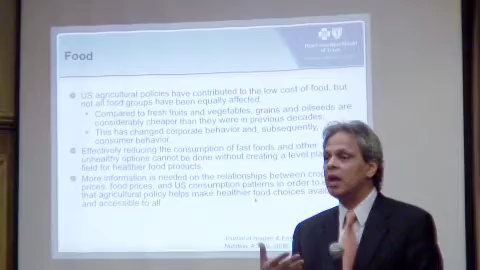 Food
US agricultural policies have contributed to the low cost of food, but
not all food groups have been equally affected.
Compared to fresh fruits and vegetables, grains and oilseeds are
considerably cheaper than they were in previous decades.
This has changed corporate behavior and, subsequently,
consumer behavior.
Effectively reducing the consumption of fast foods and other
unhealthy options cannot be done without creating a level
field for healthier food products.
More information is needed on the relationships between
prices, food prices, and US consumption patterns in order to
that agricultural policy helps make healthier food choices
and accessible to all